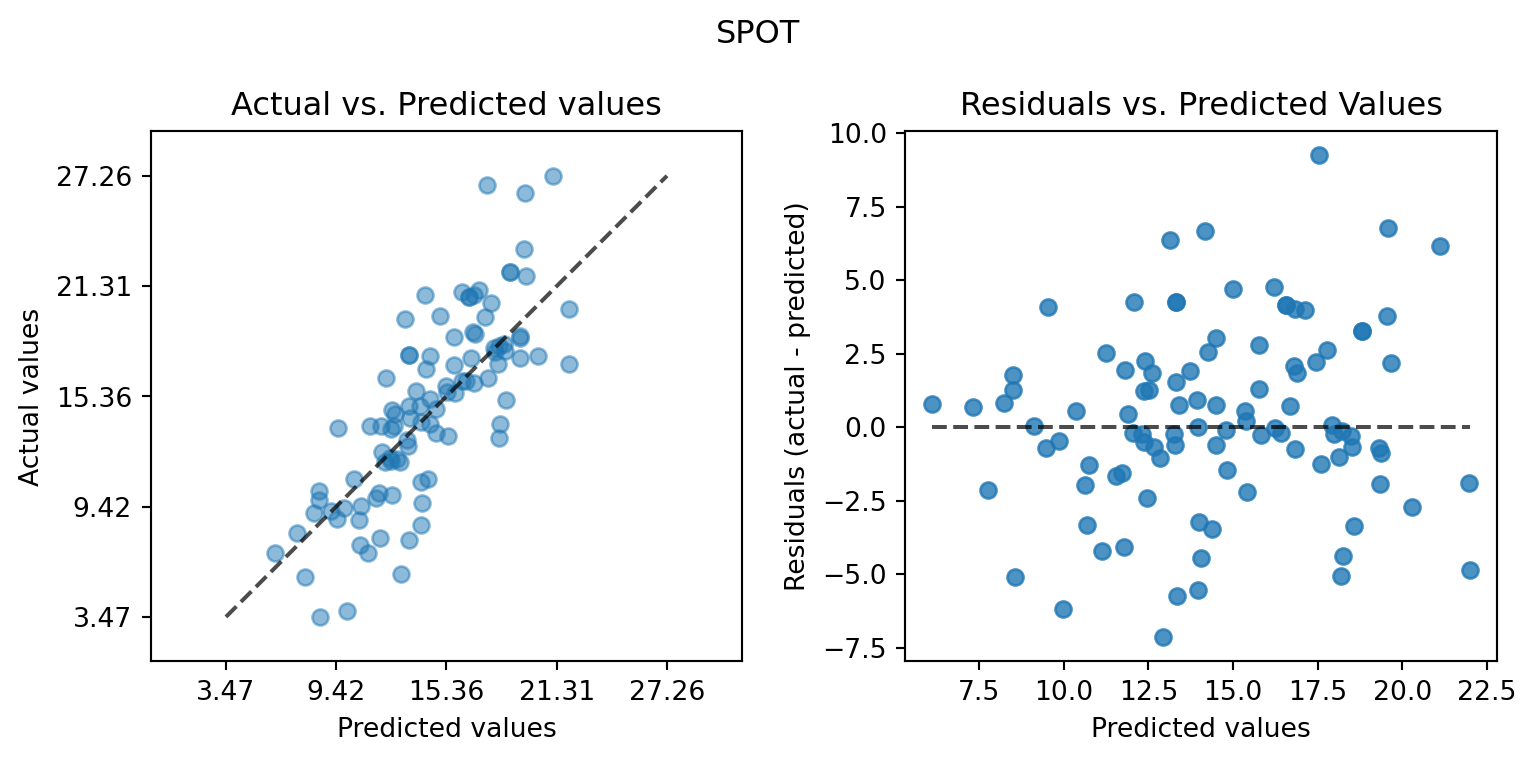 SPOT
Actual vs. Predicted values
Actual values
27.26
21.31
15.36
9.42
3.47
3.47 9.42 15.36 21.31 27.26
Predicted values
Residuals vs. Predicted Values
Residuals (actual - predicted)
10.0
7.5
5.0
2.5
0.0
−2.5
−5.0
−7.5
7.5 10.0 12.5 15.0 17.5 20.0 22.5
Predicted values